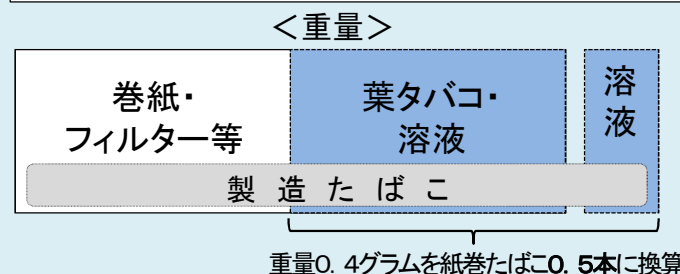 ＜重量＞
巻紙・
フィルター等
葉タバコ・
溶液
溶
液
製造たばこ
重量0．4グラムを紙巻たばこ0．5本に換算